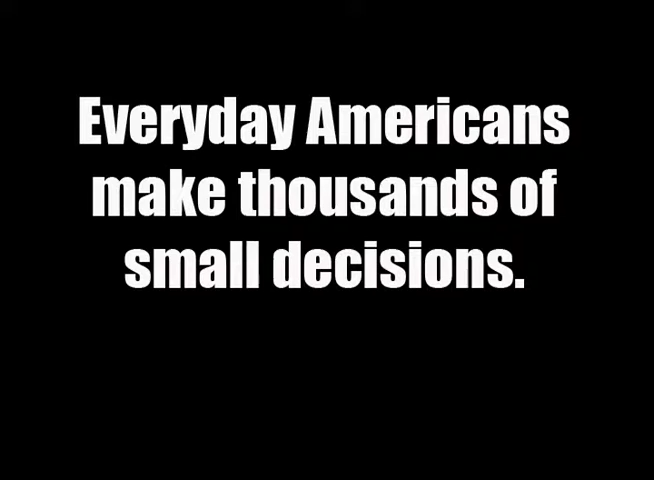 Everyday Americans
make thousands of
small decisions.